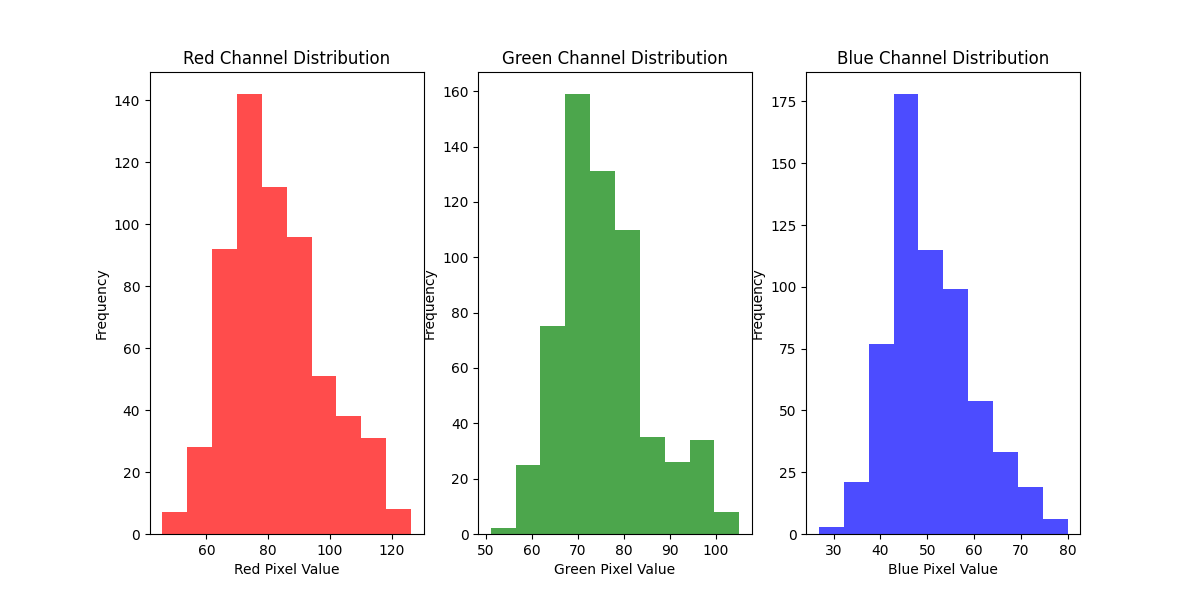 Red Channel Distribution
Frequency
140
120
100
80
60
40
20
0
60 80 100 120
Red Pixel Value
Green Channel Distribution
Frequency
160
140
120
100
80
60
40
20
0
50 60 70 80 90 100
Green Pixel Value
Blue Channel Distribution
Frequency
175
150
125
100
75
50
25
0
30 40 50 60 70 80
Blue Pixel Value